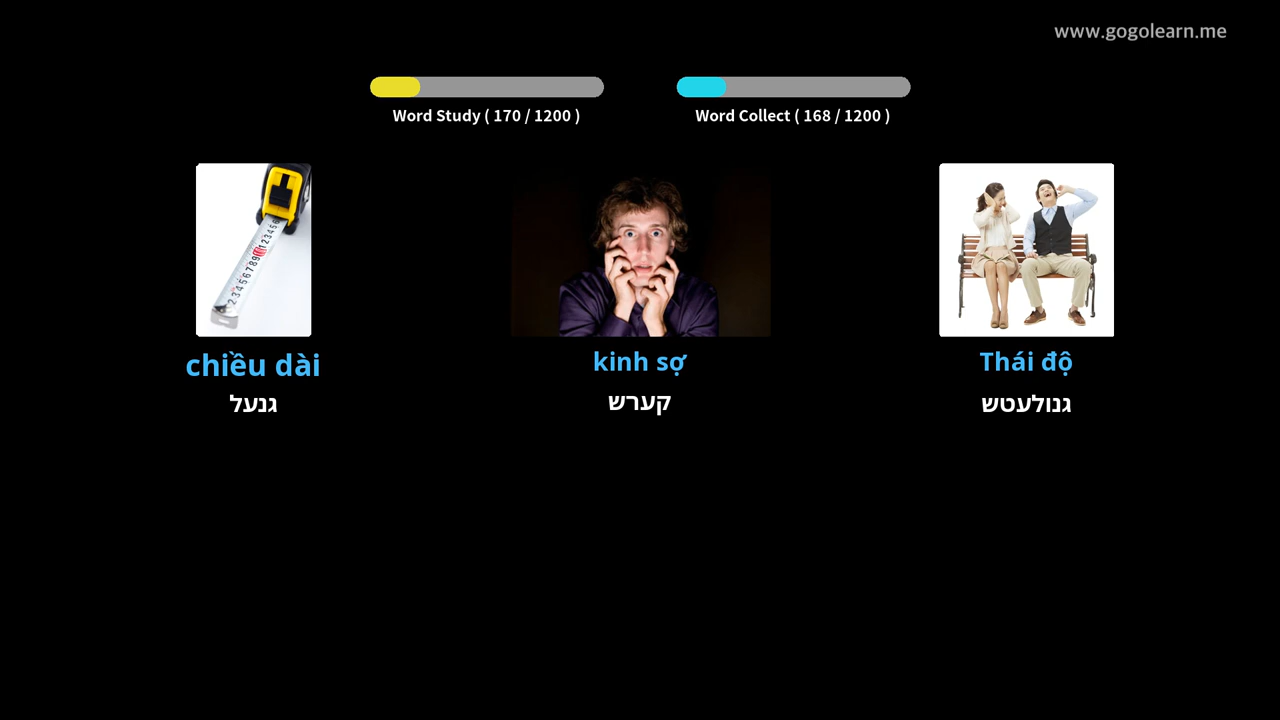 www.gogolearn.me
Word Study ( 170 / 1200 )
Word Collect ( 168 / 1200 )
chiều dài
גנעל
kinh sợ
קערש
Thái độ
גנולעטש